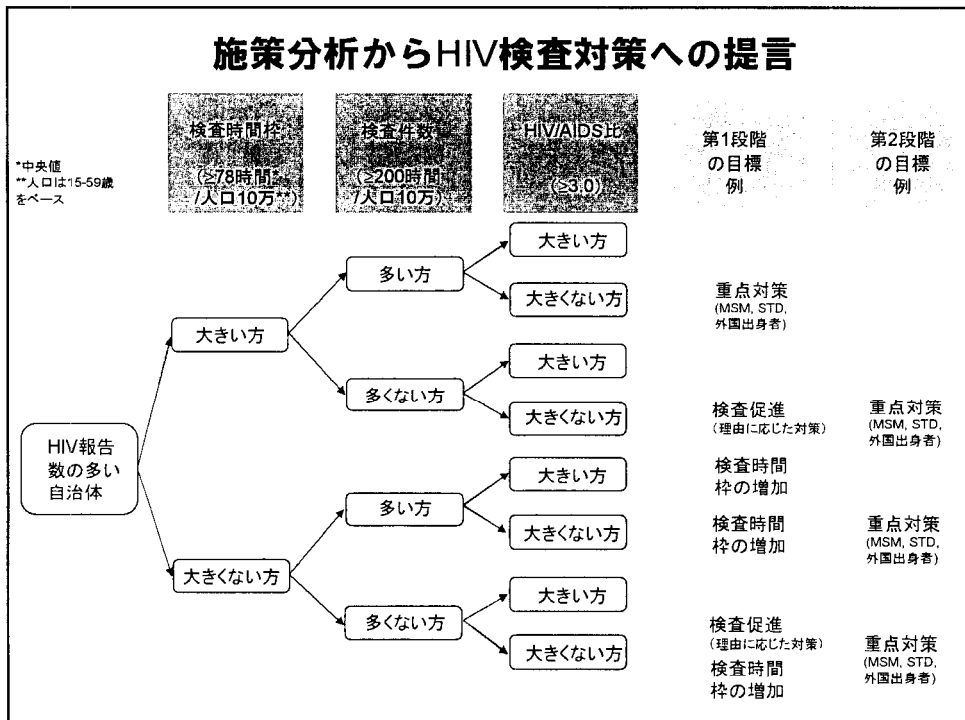 施策分析からHIV検査対策への提言
*中央値
**人口は15-59歳
をベース
検査時間枠
(≥78時間*
/人口10万**)
検査件数
(≥200時間
/人口10万)
HIV/AIDS比
(≥3.0)
第1段階
の目標
例
第2段階
の目標
例
HIV報告
数の多い
自治体
大きい方
大きくない方
多い方
多くない方
多い方
多くない方
大きい方
大きくない方
重点対策
(MSM, STD,
外国出身者)
大きい方
大きくない方
検査促進
(理由に応じた対策)
重点対策
(MSM, STD,
外国出身者)
大きい方
検査時間
枠の増加
大きくない方
検査時間
枠の増加
重点対策
(MSM, STD,
外国出身者)
大きい方
大きくない方
検査促進
(理由に応じた対策)
検査時間
枠の増加
重点対策
(MSM, STD,
外国出身者)